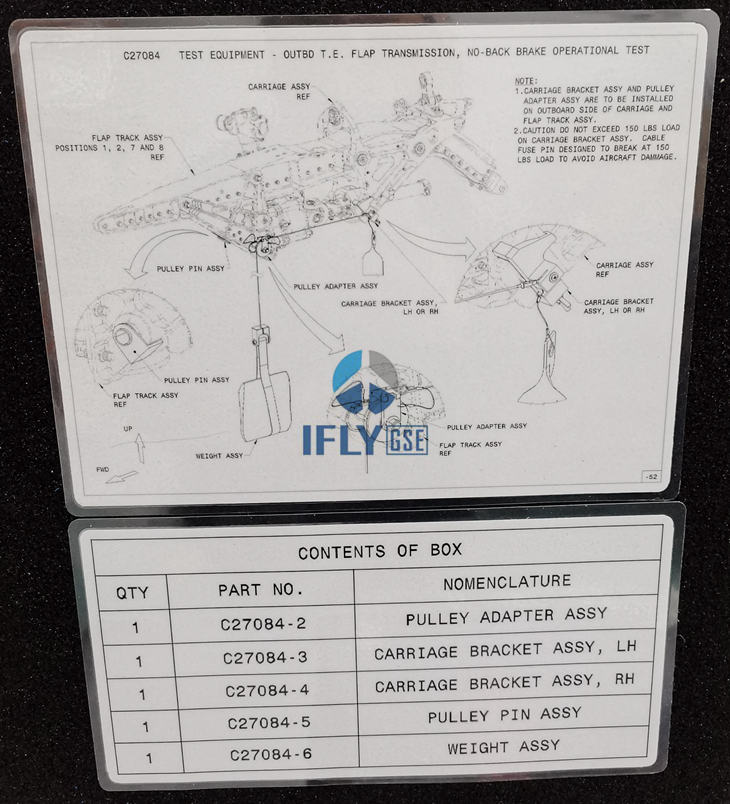 C27084 TEST EQUIPMENT - OUTBD T.E. FLAP TRANSMISSION, NO-BACK BRAKE OPERATIONAL TEST
NOTE:
1.CARRIAGE BRACKET ASSY AND PULLEY
ADAPTER ASSY ARE TO BE INSTALLED
ON OUTBOARD SIDE OF CARRIAGE AND
FLAP TRACK ASSY.
2.CAUTION DO NOT EXCEED 150 LBS LOAD
ON CARRIAGE BRACKET ASSY. CABLE
FUSE PIN DESIGNED TO BREAK AT 150
LBS LOAD TO AVOID AIRCRAFT DAMAGE.
CARRIAGE ASSY
REF
FLAP TRACK ASSY
POSITIONS 1, 2, 7 AND 8
REF
PULLEY PIN ASSY
PULLEY ADAPTER ASSY
CARRIAGE BRACKET ASSY,
LH OR RH
CARRIAGE ASSY
REF
CARRIAGE BRACKET
ASSY, LH OR RH
PULLEY PIN ASSY
FLAP TRACK ASSY
REF
UP
FWD
WEIGHT ASSY
PULLEY ADAPTER ASSY
FLAP TRACK ASSY
REF
IFLY GSE
-52
CONTENTS OF BOX
QTY PART NO. NOMENCLATURE
1 C27084-2 PULLEY ADAPTER ASSY
1 C27084-3 CARRIAGE BRACKET ASSY, LH
1 C27084-4 CARRIAGE BRACKET ASSY, RH
1 C27084-5 PULLEY PIN ASSY
1 C27084-6 WEIGHT ASSY